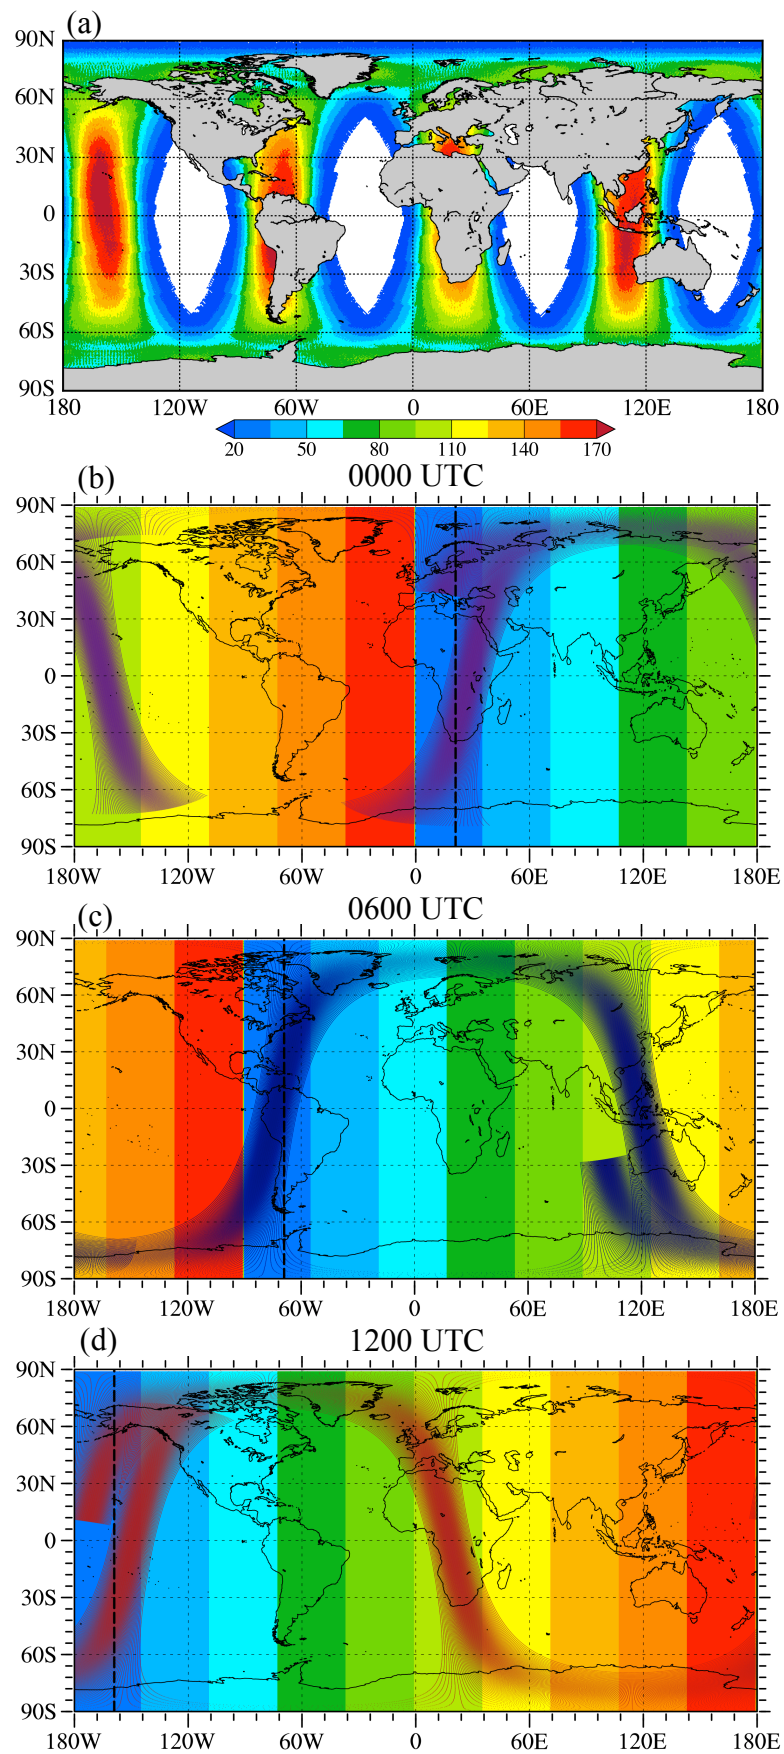 (a)
90N
60N
30N
0
30S
60S
90S
180 120W 60W 0 60E 120E 180
20 50 80 110 140 170
(b) 0000 UTC
90N
60N
30N
0
30S
60S
90S
180W 120W 60W 0 60E 120E 180E
(c) 0600 UTC
90N
60N
30N
0
30S
60S
90S
180W 120W 60W 0 60E 120E 180E
(d) 1200 UTC
90N
60N
30N
0
30S
60S
90S
180W 120W 60W 0 60E 120E 180E